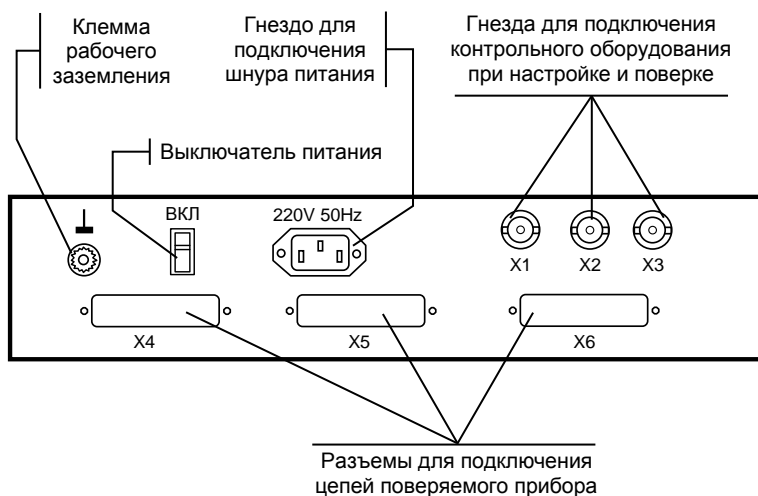 Клемма
рабочего
заземления
Гнездо для
подключения
шнура питания
Гнезда для подключения
контрольного оборудования
при настройке и поверке
Выключатель питания
ВКЛ
220V 50Hz
X1
X2
X3
X4
X5
X6
Разъемы для подключения
цепей поверяемого прибора